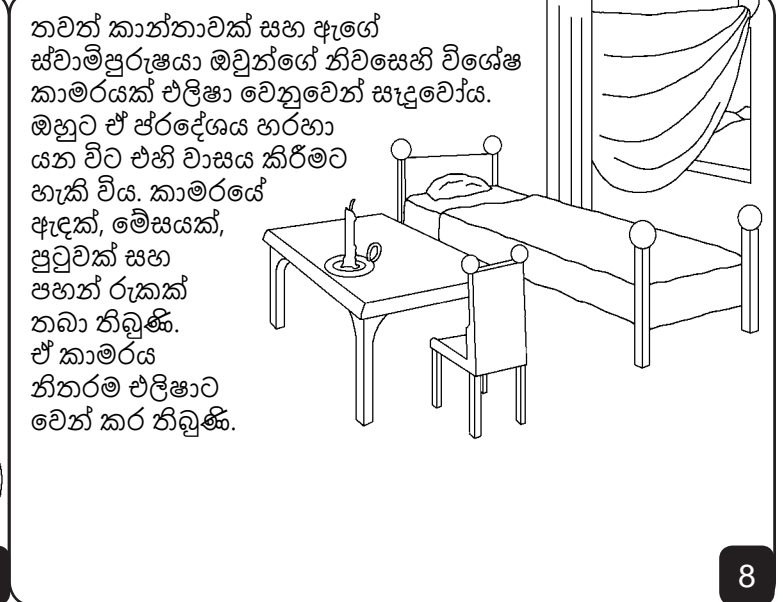 තවත් කාන්තාවක් සහ ඇගේ
ස්වාමිපුරුෂයා ඔවුන්ගේ නිවසෙහි විශේෂ
කාමරයක් එලිෂා වෙනුවෙන් සෑදුවෝය.
ඔහුට ඒ ප්රදේශය හරහා
යන විට එහි වාසය කිරීමට
හැකි විය. කාමරයේ
ඇඳක්, මේසයක්,
පුටුවක් සහ
පහන් රුකක්
තබා තිබුණි.
ඒ කාමරය
නිතරම එලිෂාට
වෙන් කර තිබුණි.
8